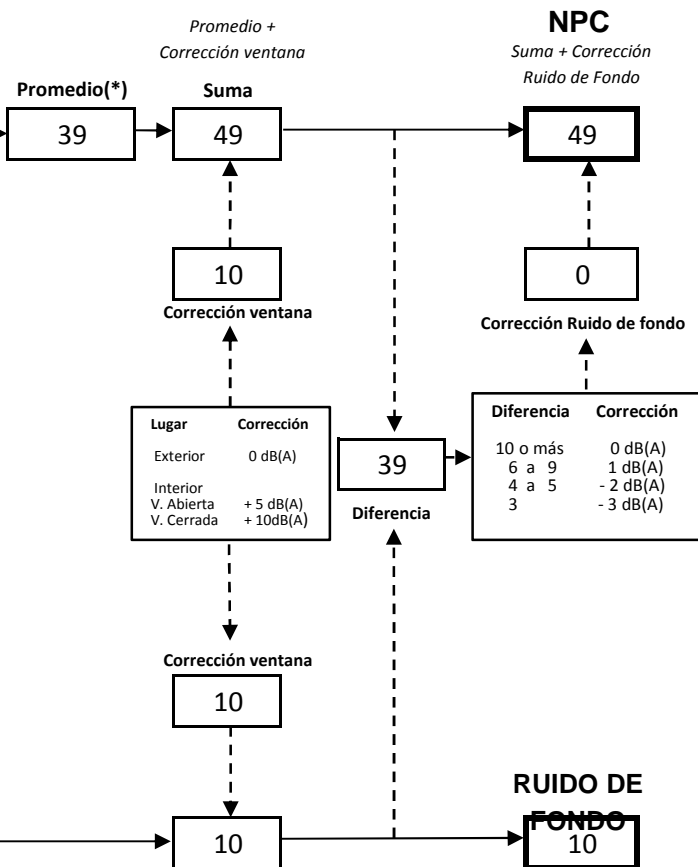 Promedio +
Corrección ventana
NPC
Suma + Corrección
Ruido de Fondo
Promedio(*)
Suma
39
49
49
10
0
Corrección ventana
Corrección Ruido de fondo
Lugar Corrección
Exterior 0 dB(A)
Interior
V. Abierta + 5 dB(A)
V. Cerrada + 10dB(A)
39
Diferencia
Diferencia Corrección
10 o más 0 dB(A)
6 a 9 1 dB(A)
4 a 5 - 2 dB(A)
3 - 3 dB(A)
Corrección ventana
10
RUIDO DE
FONDO
10
10